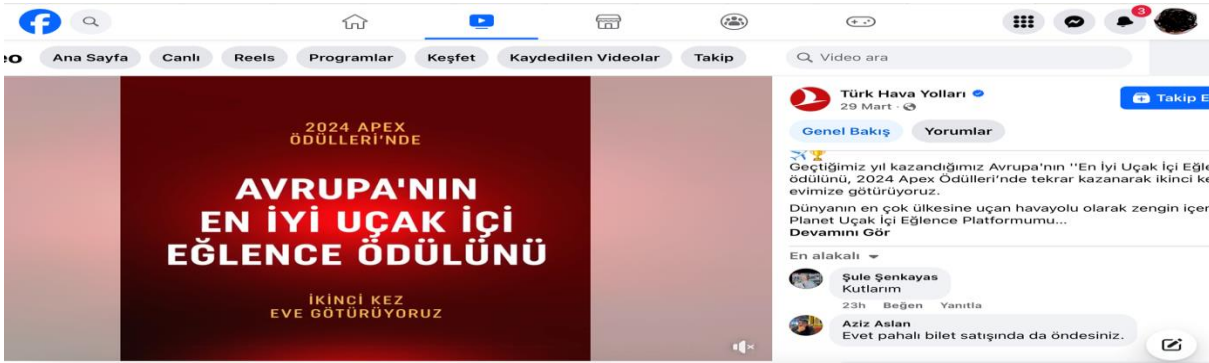 3
eo
Ana Sayfa
Canlı
Reels
Programlar
Keşfet
Kaydedilen Videolar
Takip
Video ara
2024 APEX
ÖDÜLLERİ'NDE
AVRUPA'NIN
EN İYİ UÇAK İÇİ
EĞLENCE ÖDÜLÜNÜ
İKİNCİ KEZ
EVE GÖTÜRÜYORUZ
Türk Hava Yolları
29 Mart ·
Takip E
Genel Bakış
Yorumlar
Geçtiğimiz yıl kazandığımız Avrupa'nın ''En İyi Uçak İçi Eğle
ödülünü, 2024 Apex Ödülleri'nde tekrar kazanarak ikinci ke
evimize götürüyoruz.
Dünyanın en çok ülkesine uçan havayolu olarak zengin içer
Planet Uçak İçi Eğlence Platformumu...
Devamını Gör
En alakalı
Şule Şenkayas
Kutlarım
23h Beğen Yanıtla
Aziz Aslan
Evet pahalı bilet satışında da öndesiniz.